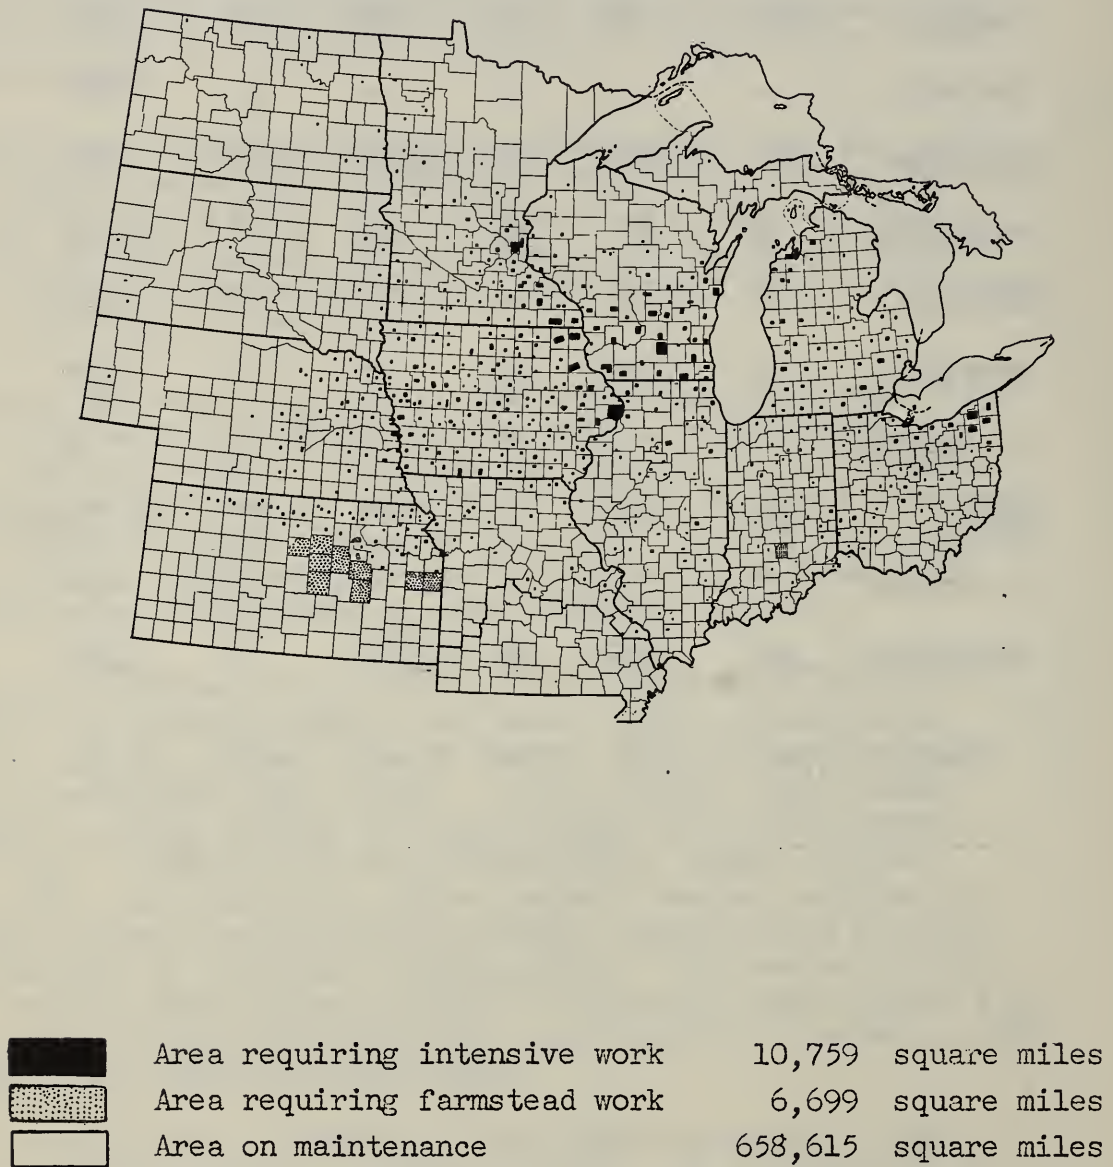 Area requiring intensive work 10,759 square miles
Area requiring farmstead work 6,699 square miles
Area on maintenance 658,615 square miles